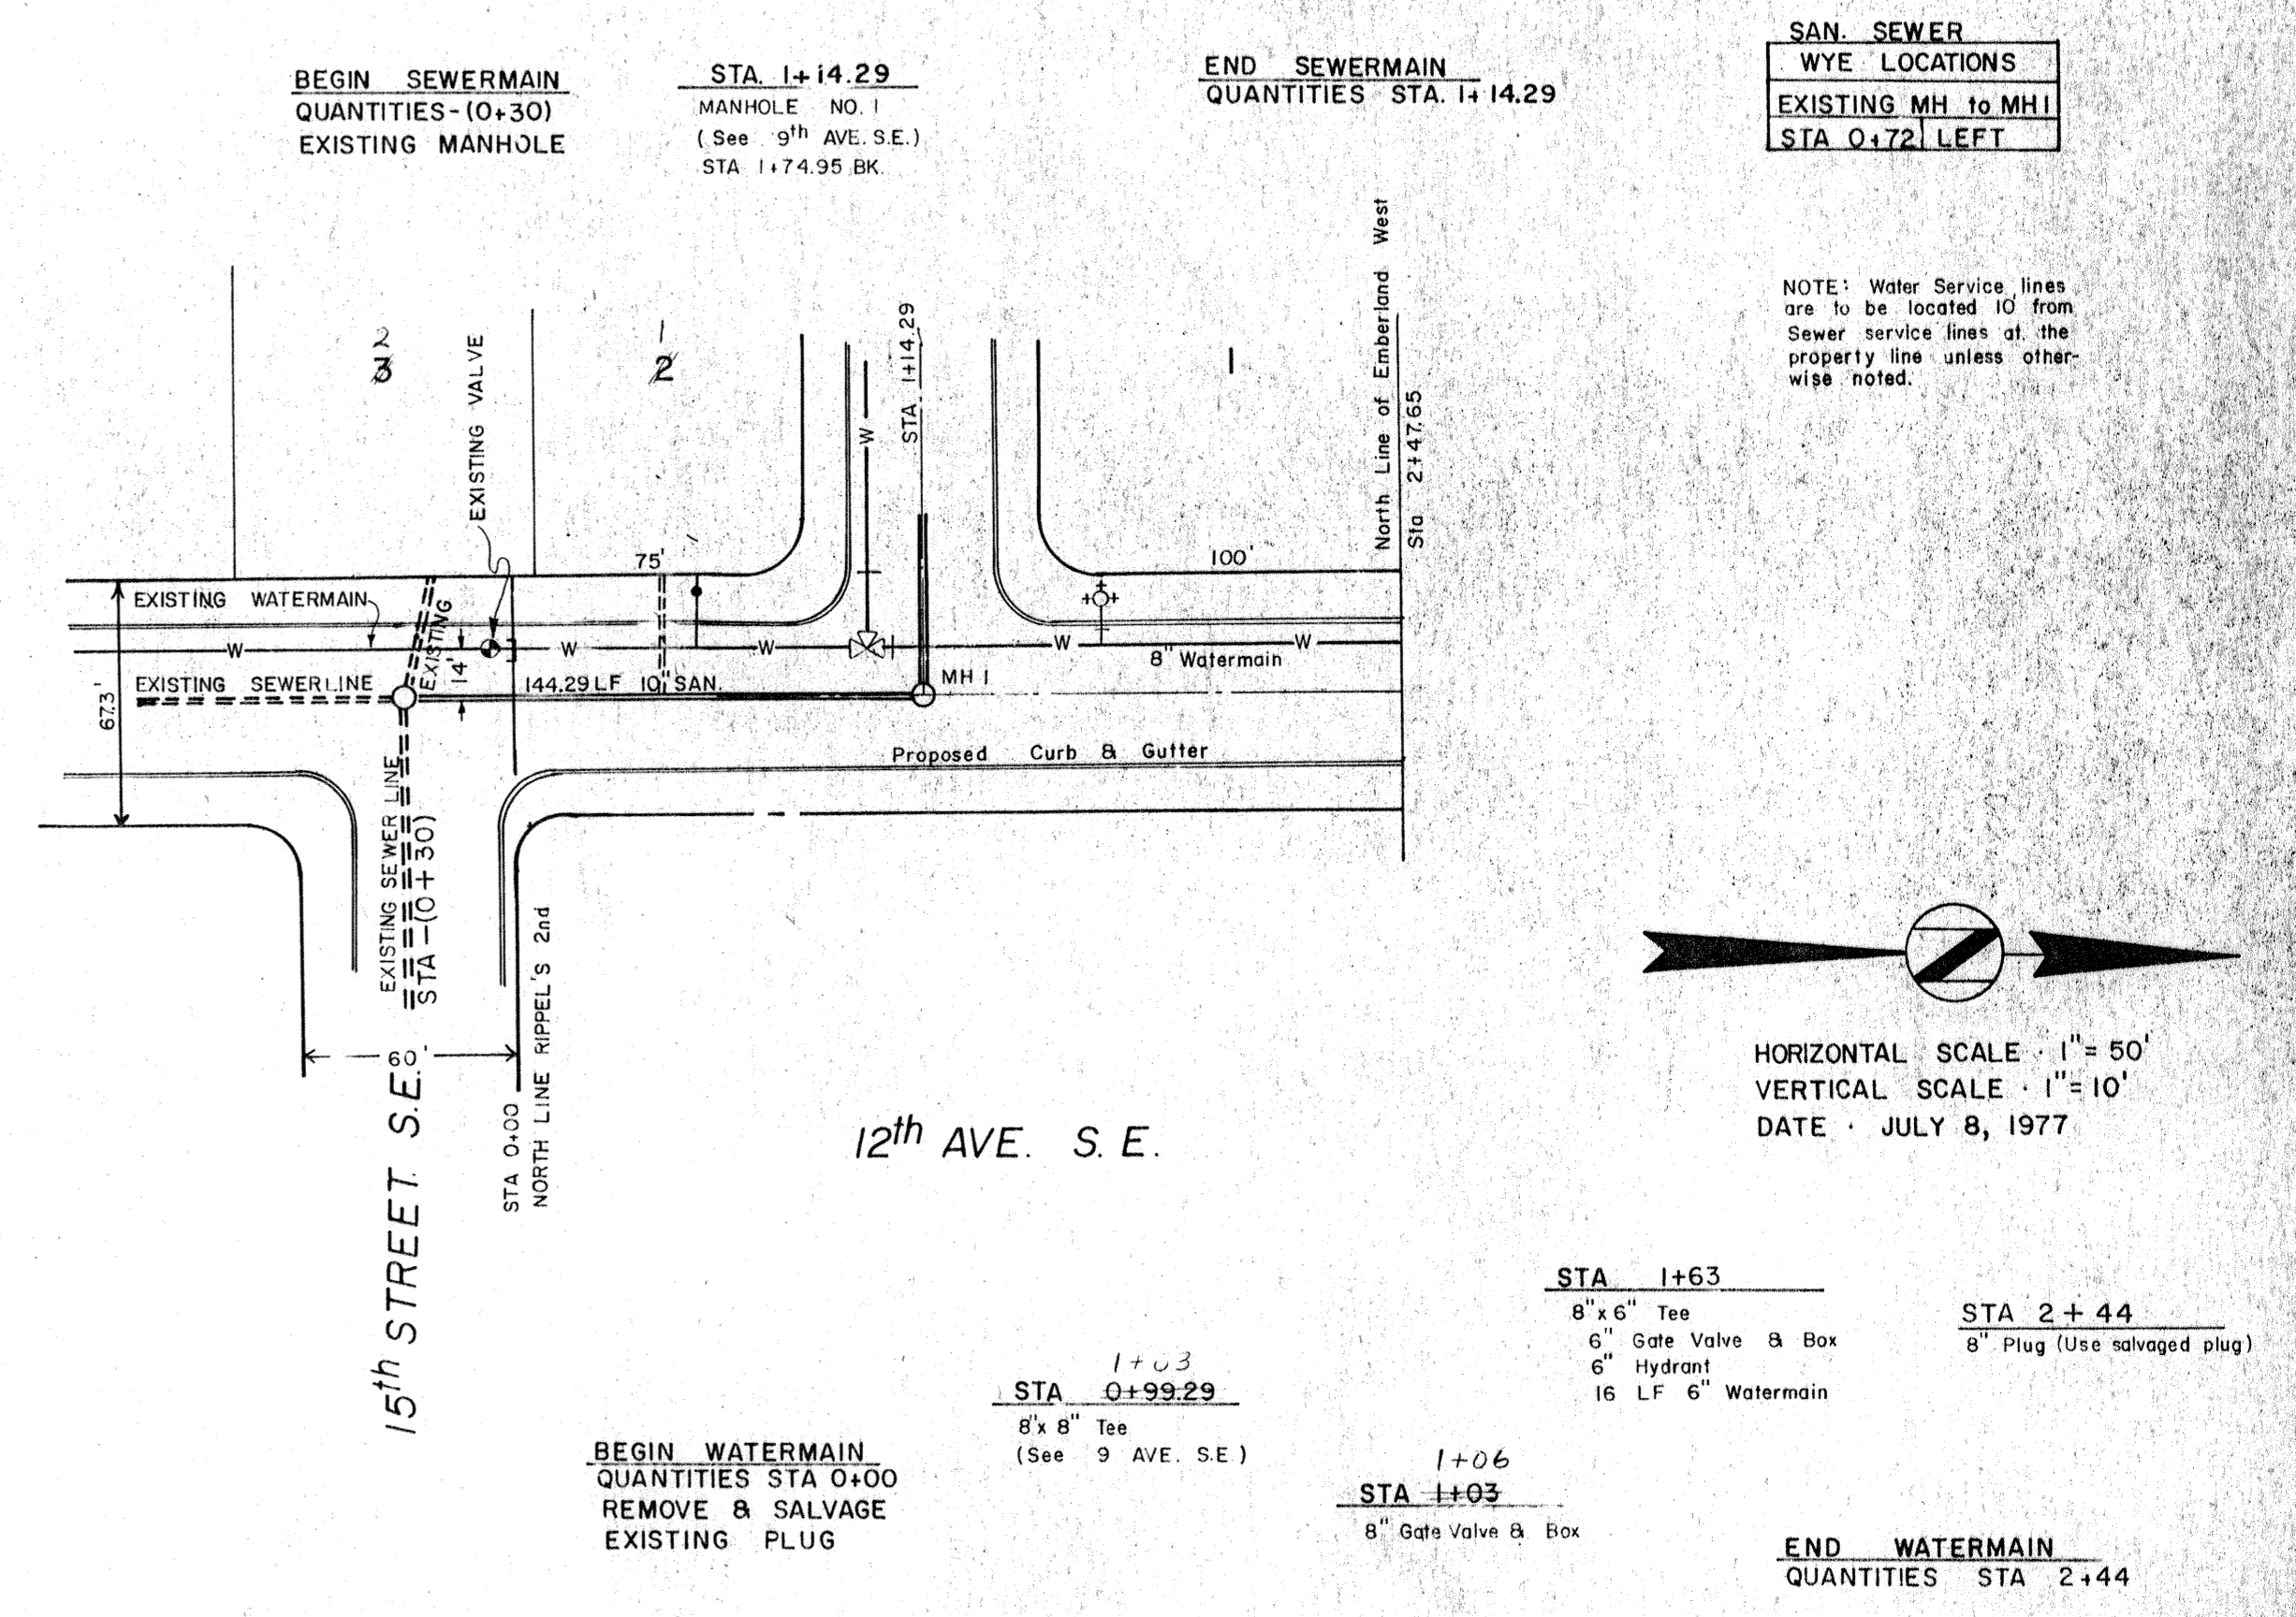 BEGIN SEWERMAIN
QUANTITIES-(0+30)
EXISTING MANHOLE
STA. 1+14.29
MANHOLE NO. 1
(See 9th AVE. S.E.)
STA 1+74.95 BK.
END SEWERMAIN
QUANTITIES STA. 1+14.29
SAN. SEWER
WYE LOCATIONS
EXISTING MH to MH 1
STA 0+72 LEFT
NOTE: Water Service lines
are to be located 10' from
Sewer service lines at the
property line unless other-
wise noted.
2
3
EXISTING VALVE
1
2
STA 1+14.29
W
1
North Line of Emberland West
Sta 2+47.65
75'
100'
EXISTING WATERMAIN
EXISTING
W
W
W
W
W
8" Watermain
14'
67.3'
EXISTING SEWERLINE
144.29 LF 10" SAN.
MH 1
Proposed Curb & Gutter
EXISTING SEWER LINE
STA -(0+30)
60'
15th STREET S.E.
STA 0+00
NORTH LINE RIPPEL'S 2nd
12th AVE. S.E.
HORIZONTAL SCALE · 1"= 50'
VERTICAL SCALE · 1"= 10'
DATE · JULY 8, 1977
BEGIN WATERMAIN
QUANTITIES STA 0+00
REMOVE & SALVAGE
EXISTING PLUG
1+03
STA 0+99.29
8"x 8" Tee
(See 9 AVE. S.E.)
1+06
STA 1+03
8" Gate Valve & Box
STA 1+63
8"x 6" Tee
6" Gate Valve & Box
6" Hydrant
16 LF 6" Watermain
STA 2+44
8" Plug (Use salvaged plug)
END WATERMAIN
QUANTITIES STA 2+44